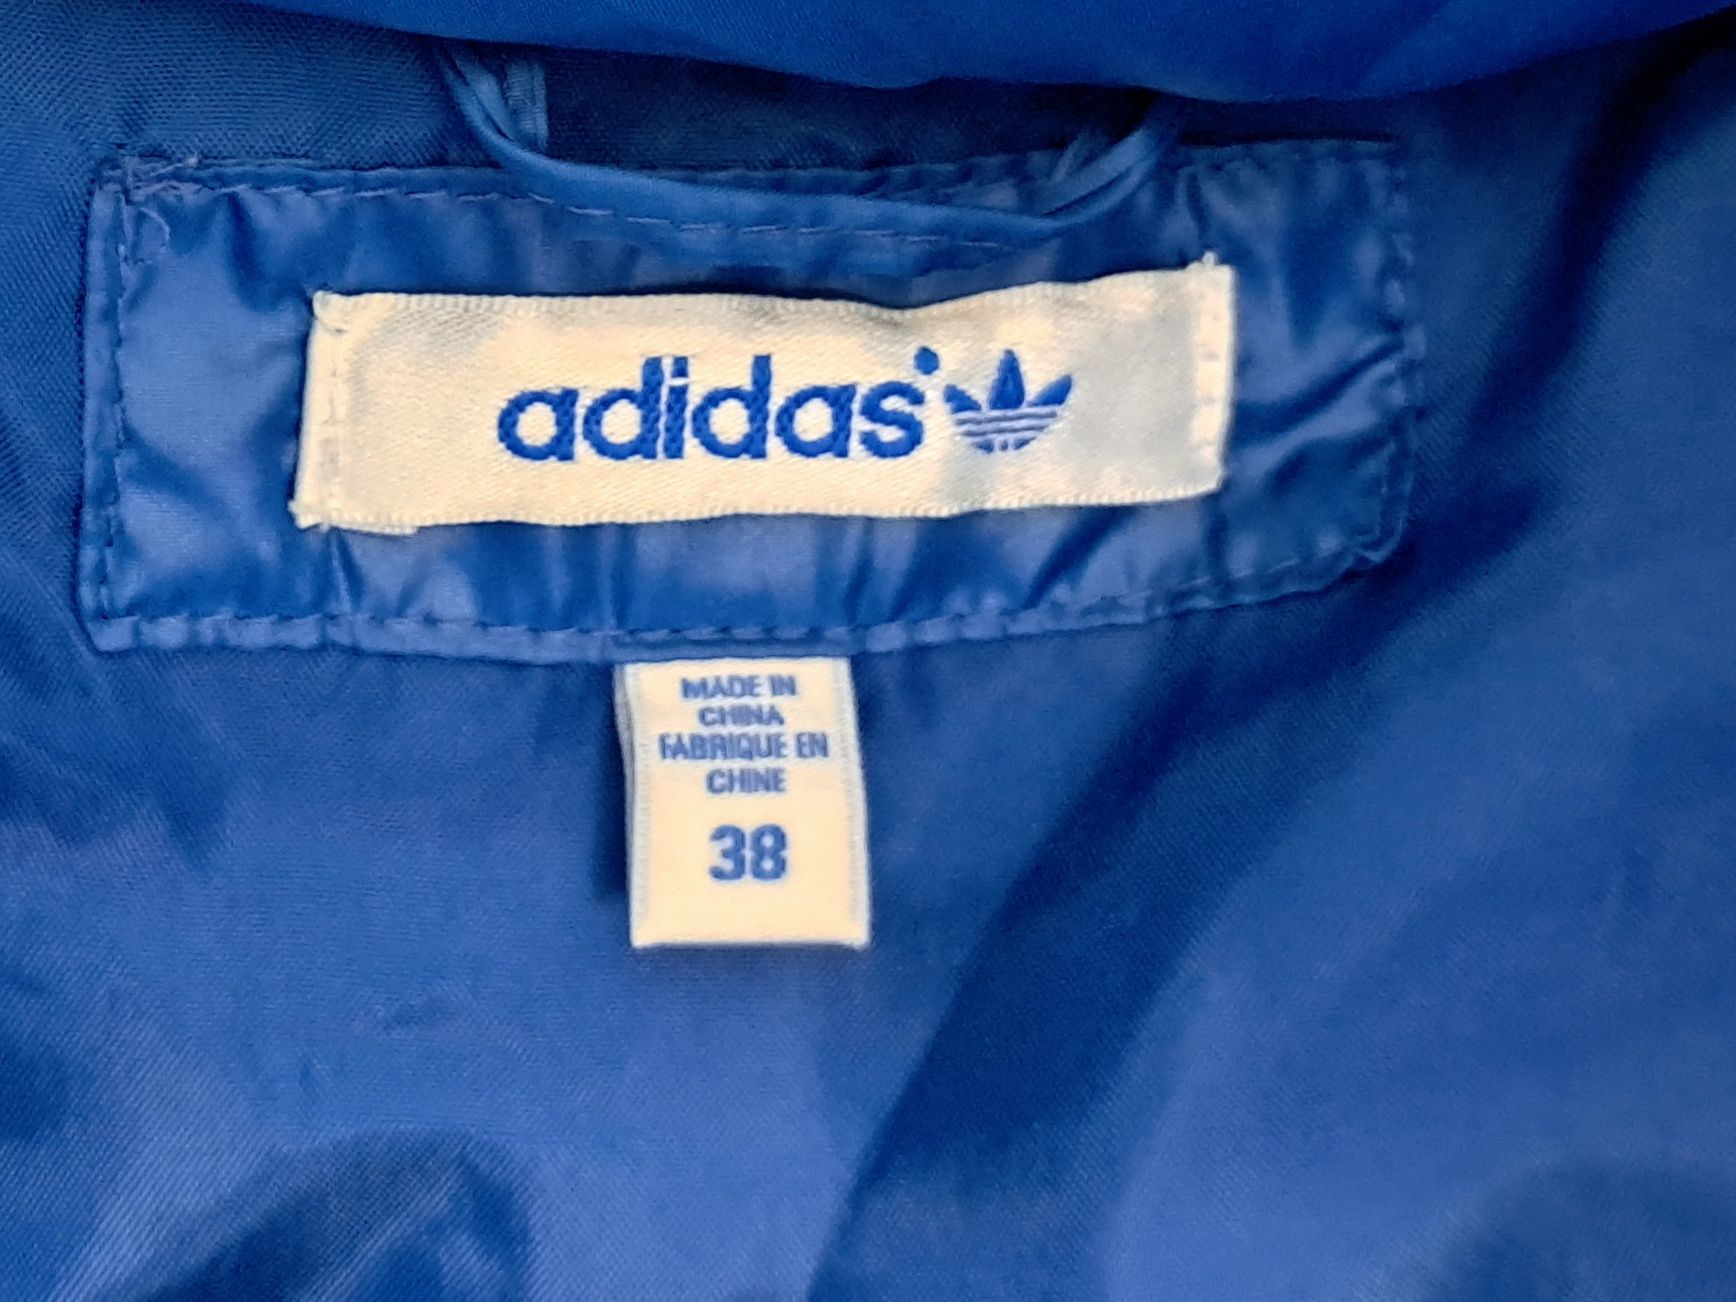 adidas
MADE IN
CHINA
FABRIQUE EN
CHINE
38